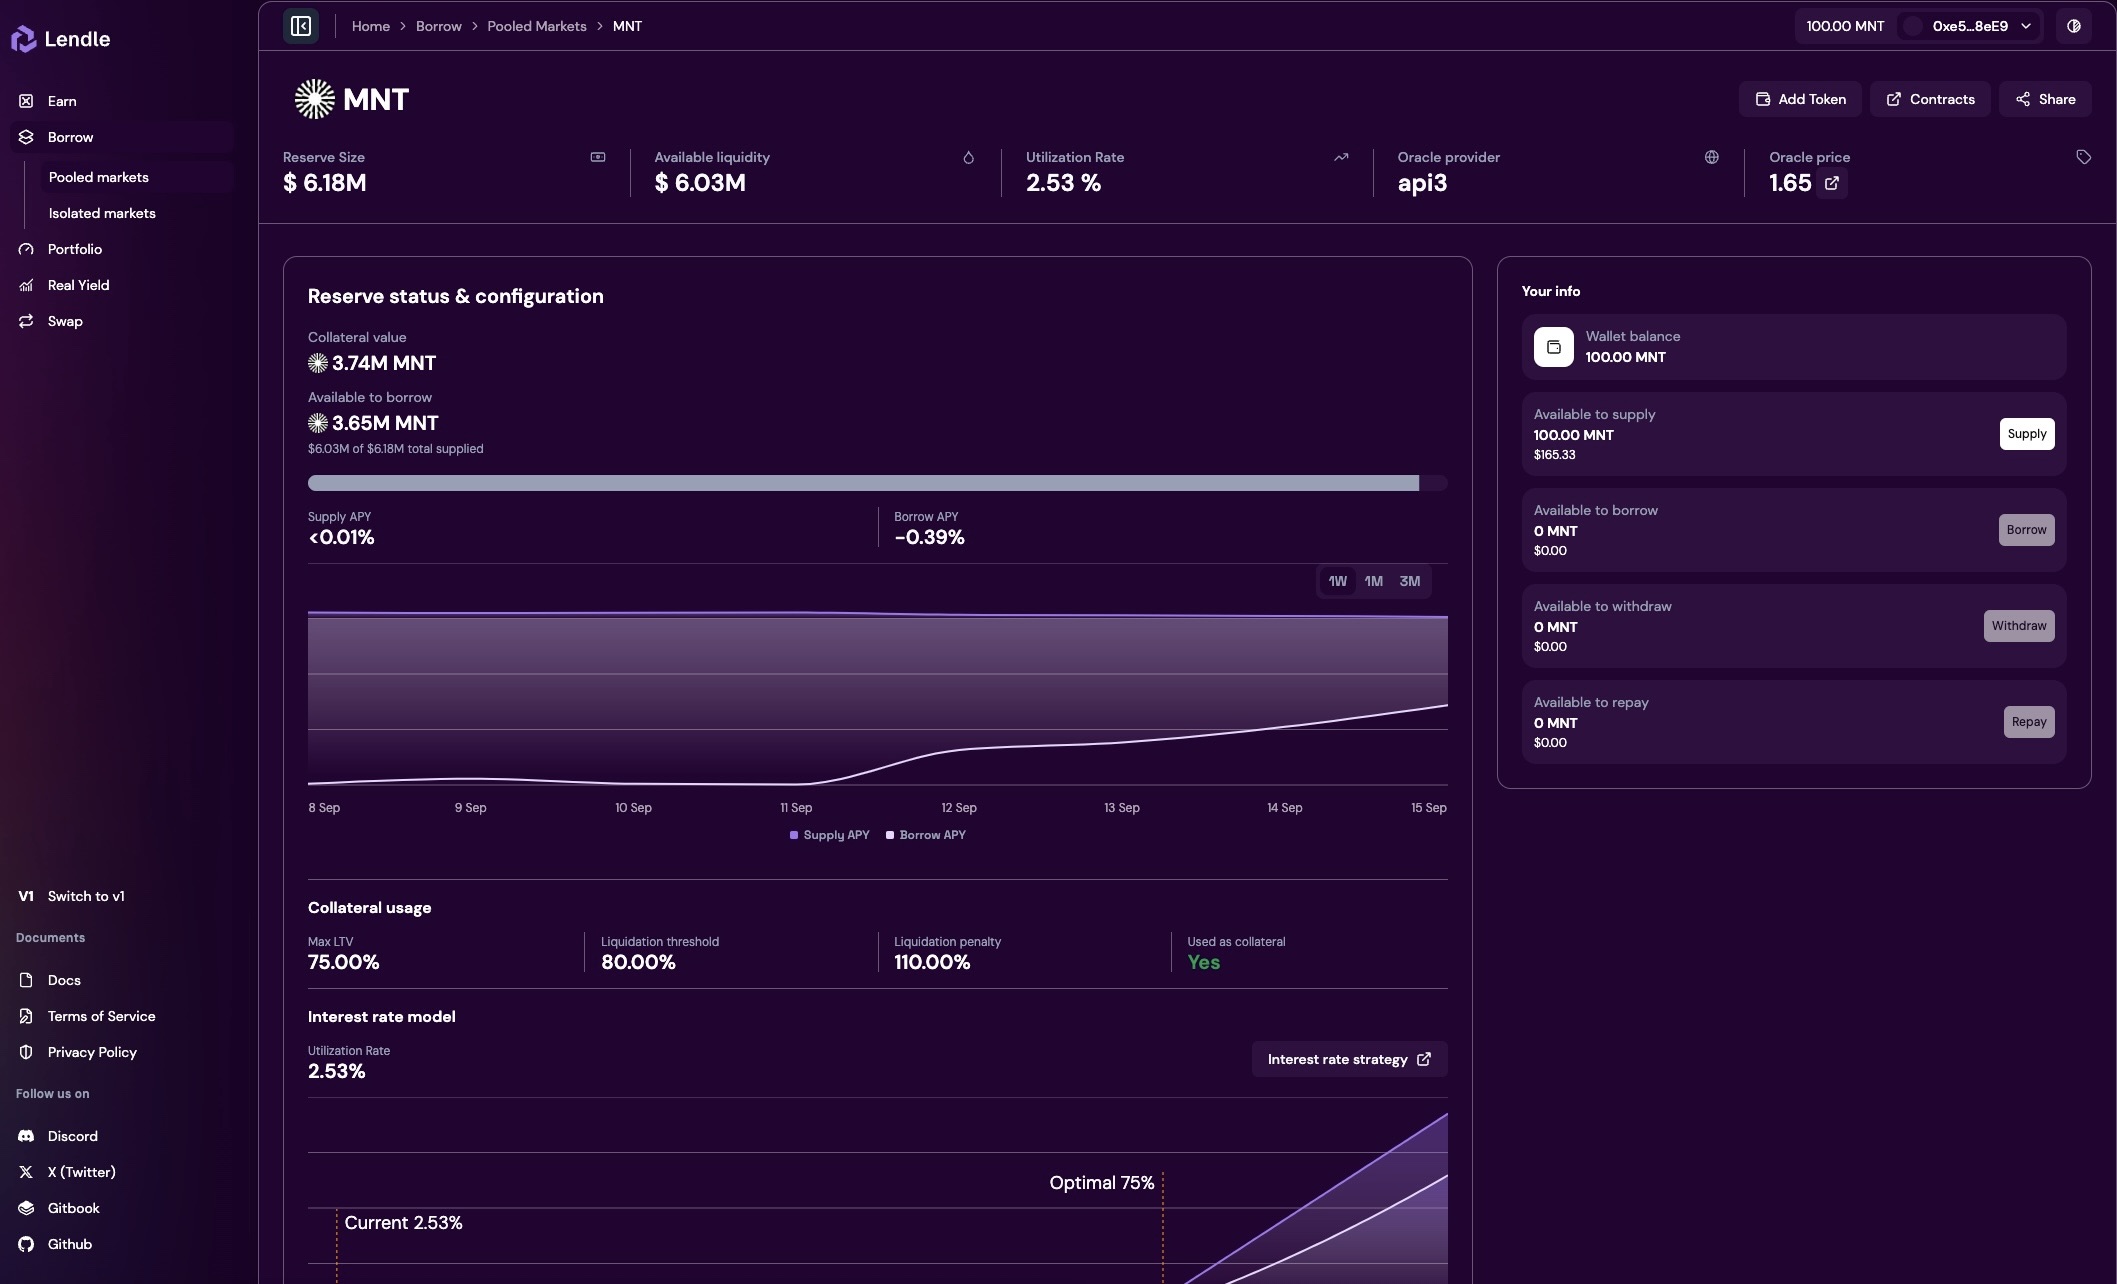 Lendle
Earn
Borrow
Pooled markets
Isolated markets
Portfolio
Real Yield
Swap
V1 Switch to v1
Documents
Docs
Terms of Service
Privacy Policy
Follow us on
Discord
X (Twitter)
Gitbook
Github
Home > Borrow > Pooled Markets > MNT
100.00 MNT 0xe5...8eE9
MNT
Add Token
Contracts
Share
Reserve Size
$ 6.18M
Available liquidity
$ 6.03M
Utilization Rate
2.53 %
Oracle provider
api3
Oracle price
1.65
Reserve status & configuration
Collateral value
3.74M MNT
Available to borrow
3.65M MNT
$6.03M of $6.18M total supplied
Supply APY
<0.01%
Borrow APY
-0.39%
1W 1M 3M
8 Sep 9 Sep 10 Sep 11 Sep 12 Sep 13 Sep 14 Sep 15 Sep
Supply APY Borrow APY
Collateral usage
Max LTV
75.00%
Liquidation threshold
80.00%
Liquidation penalty
110.00%
Used as collateral
Yes
Interest rate model
Utilization Rate
2.53%
Interest rate strategy
Optimal 75%
Current 2.53%
Your info
Wallet balance
100.00 MNT
Available to supply
100.00 MNT
$165.33
Supply
Available to borrow
0 MNT
$0.00
Borrow
Available to withdraw
0 MNT
$0.00
Withdraw
Available to repay
0 MNT
$0.00
Repay